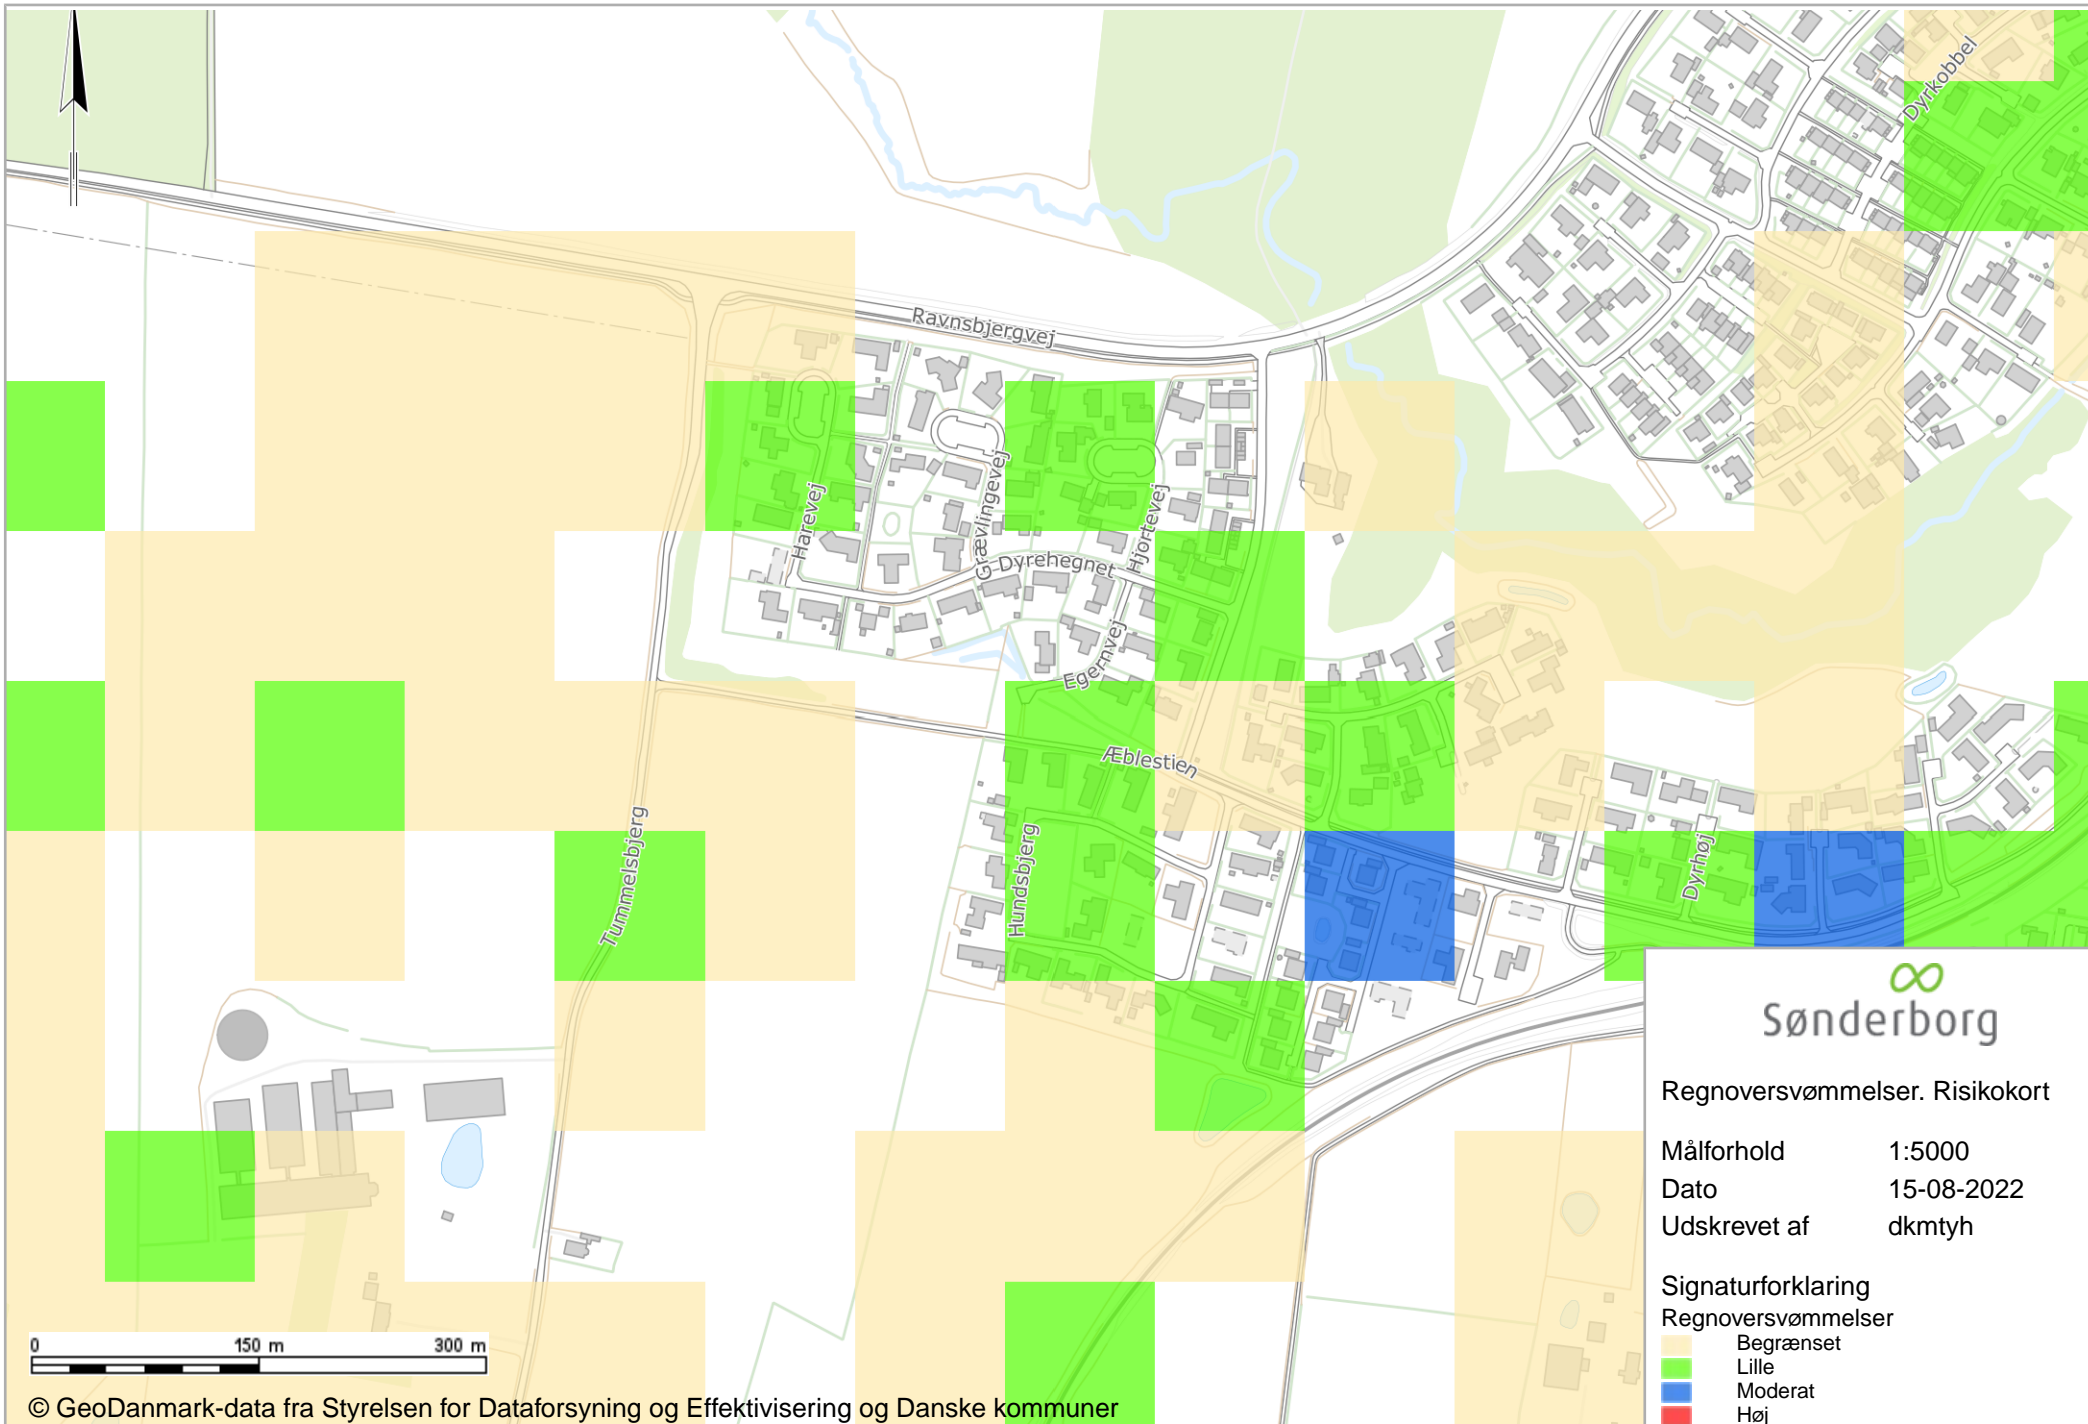 Dyrkobbel
Ravnsbjergvej
Harevej
Grævlingevej
Hjortevej
Dyrehegnet
Egernvej
Æblestien
Tummelsbjerg
Hundsbjerg
Dyrhøj
Sønderborg
Regnoversvømmelser. Risikokort
Målforhold 1:5000
Dato 15-08-2022
Udskrevet af dkmtyh
Signaturforklaring
Regnoversvømmelser
Begrænset
Lille
Moderat
Høj
0 150 m 300 m
© GeoDanmark-data fra Styrelsen for Dataforsyning og Effektivisering og Danske kommuner